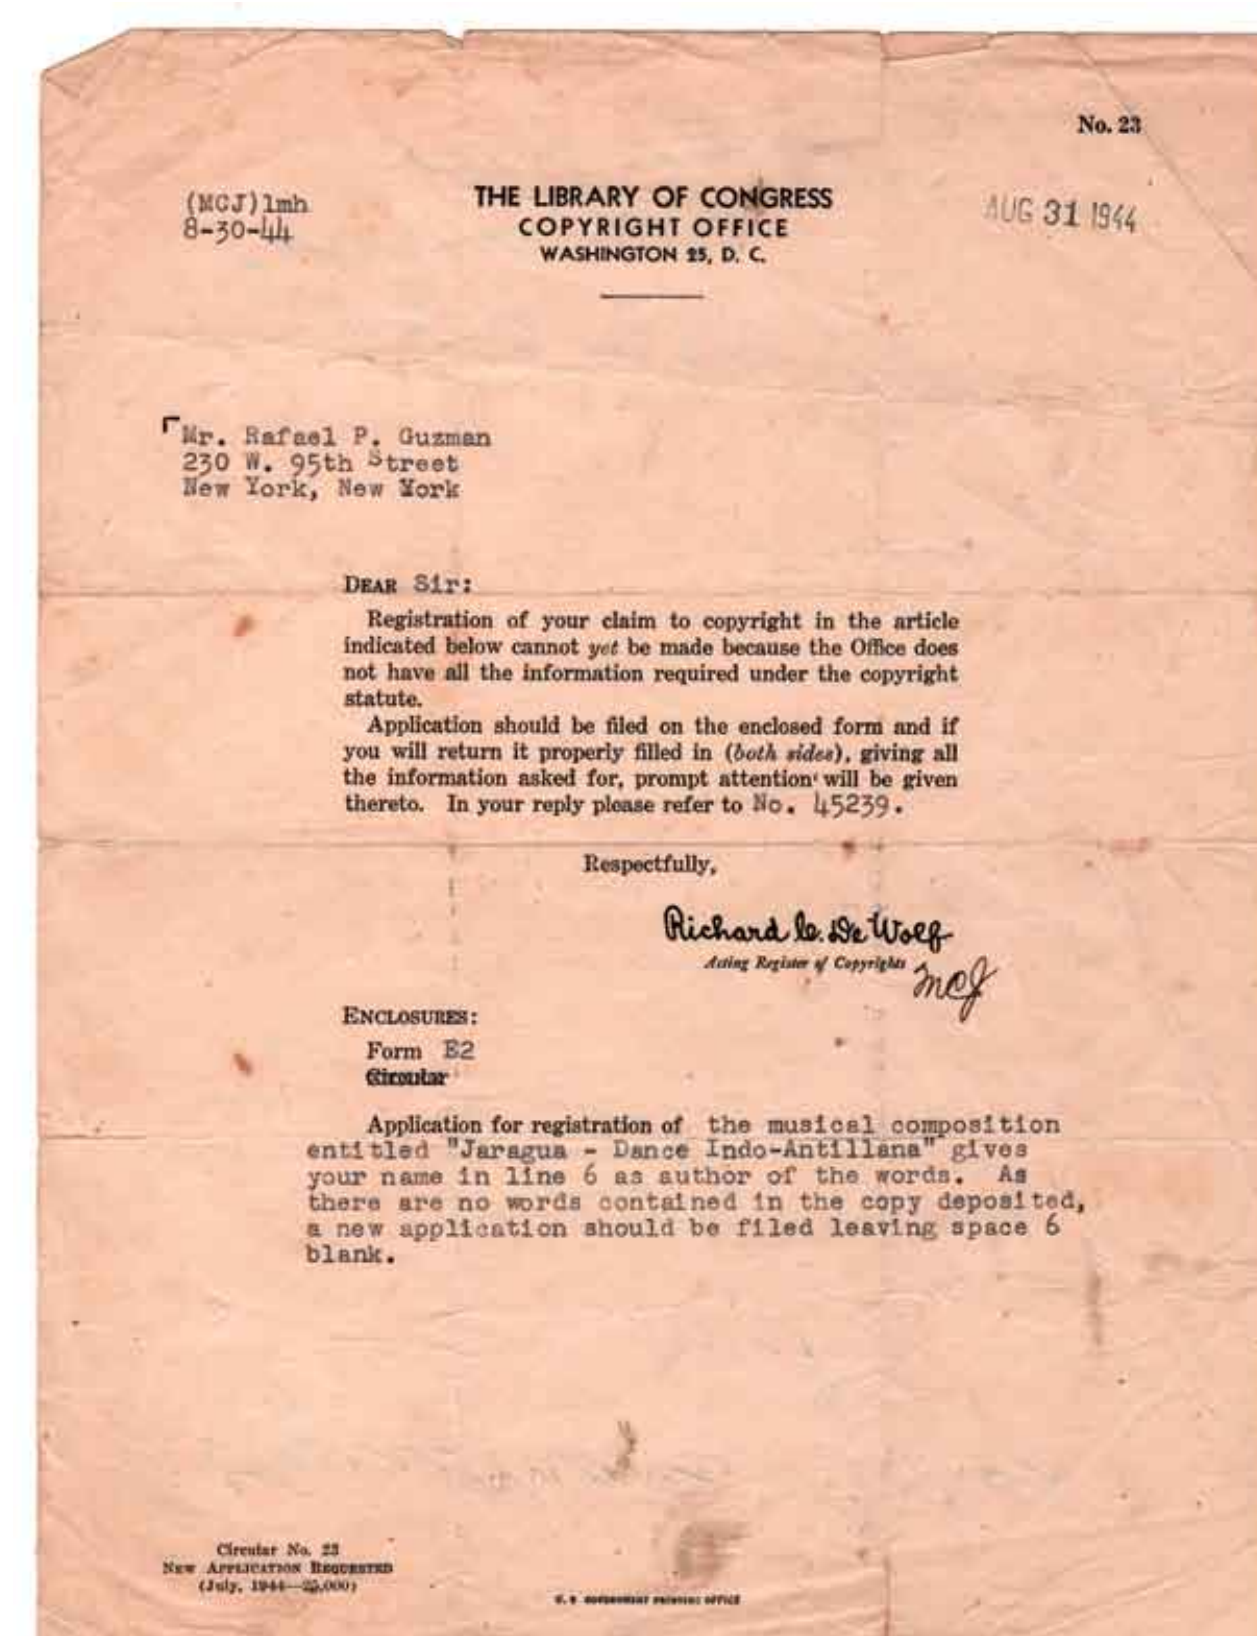 No. 23
(MCJ)lmh
8-30-44
THE LIBRARY OF CONGRESS
COPYRIGHT OFFICE
WASHINGTON 25, D. C.
AUG 31 1944
Mr. Rafael P. Guzman
230 W. 95th Street
New York, New York
DEAR Sir:
Registration of your claim to copyright in the article
indicated below cannot yet be made because the Office does
not have all the information required under the copyright
statute.
Application should be filed on the enclosed form and if
you will return it properly filled in (both sides), giving all
the information asked for, prompt attention will be given
thereto. In your reply please refer to No. 45239.
Respectfully,
Richard C. De Wolf
Acting Register of Copyrights
MCJ
ENCLOSURES:
Form E2
Circular
Application for registration of the musical composition
entitled "Jaragua - Dance Indo-Antillana" gives
your name in line 6 as author of the words. As
there are no words contained in the copy deposited,
a new application should be filed leaving space 6
blank.
Circular No. 23
NEW APPLICATION REQUESTED
(July, 1944—25,000)
U. S. GOVERNMENT PRINTING OFFICE